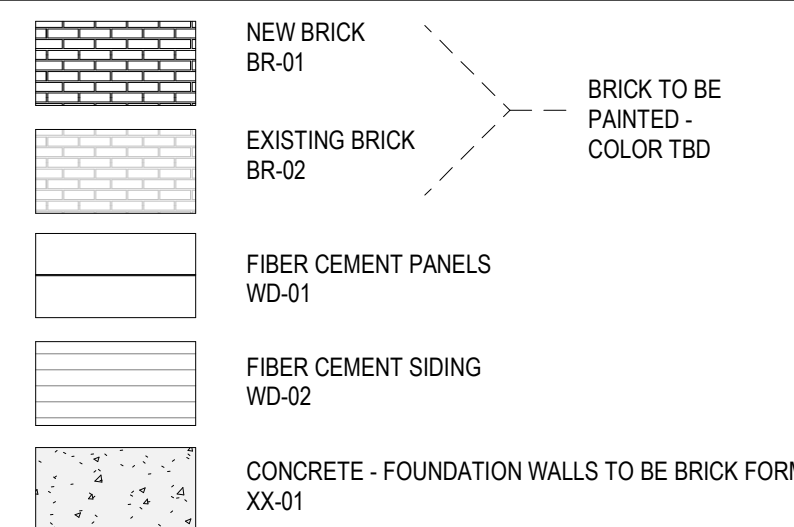 NEW BRICK
BR-01
EXISTING BRICK
BR-02
BRICK TO BE
PAINTED -
COLOR TBD
FIBER CEMENT PANELS
WD-01
FIBER CEMENT SIDING
WD-02
CONCRETE - FOUNDATION WALLS TO BE BRICK
XX-01